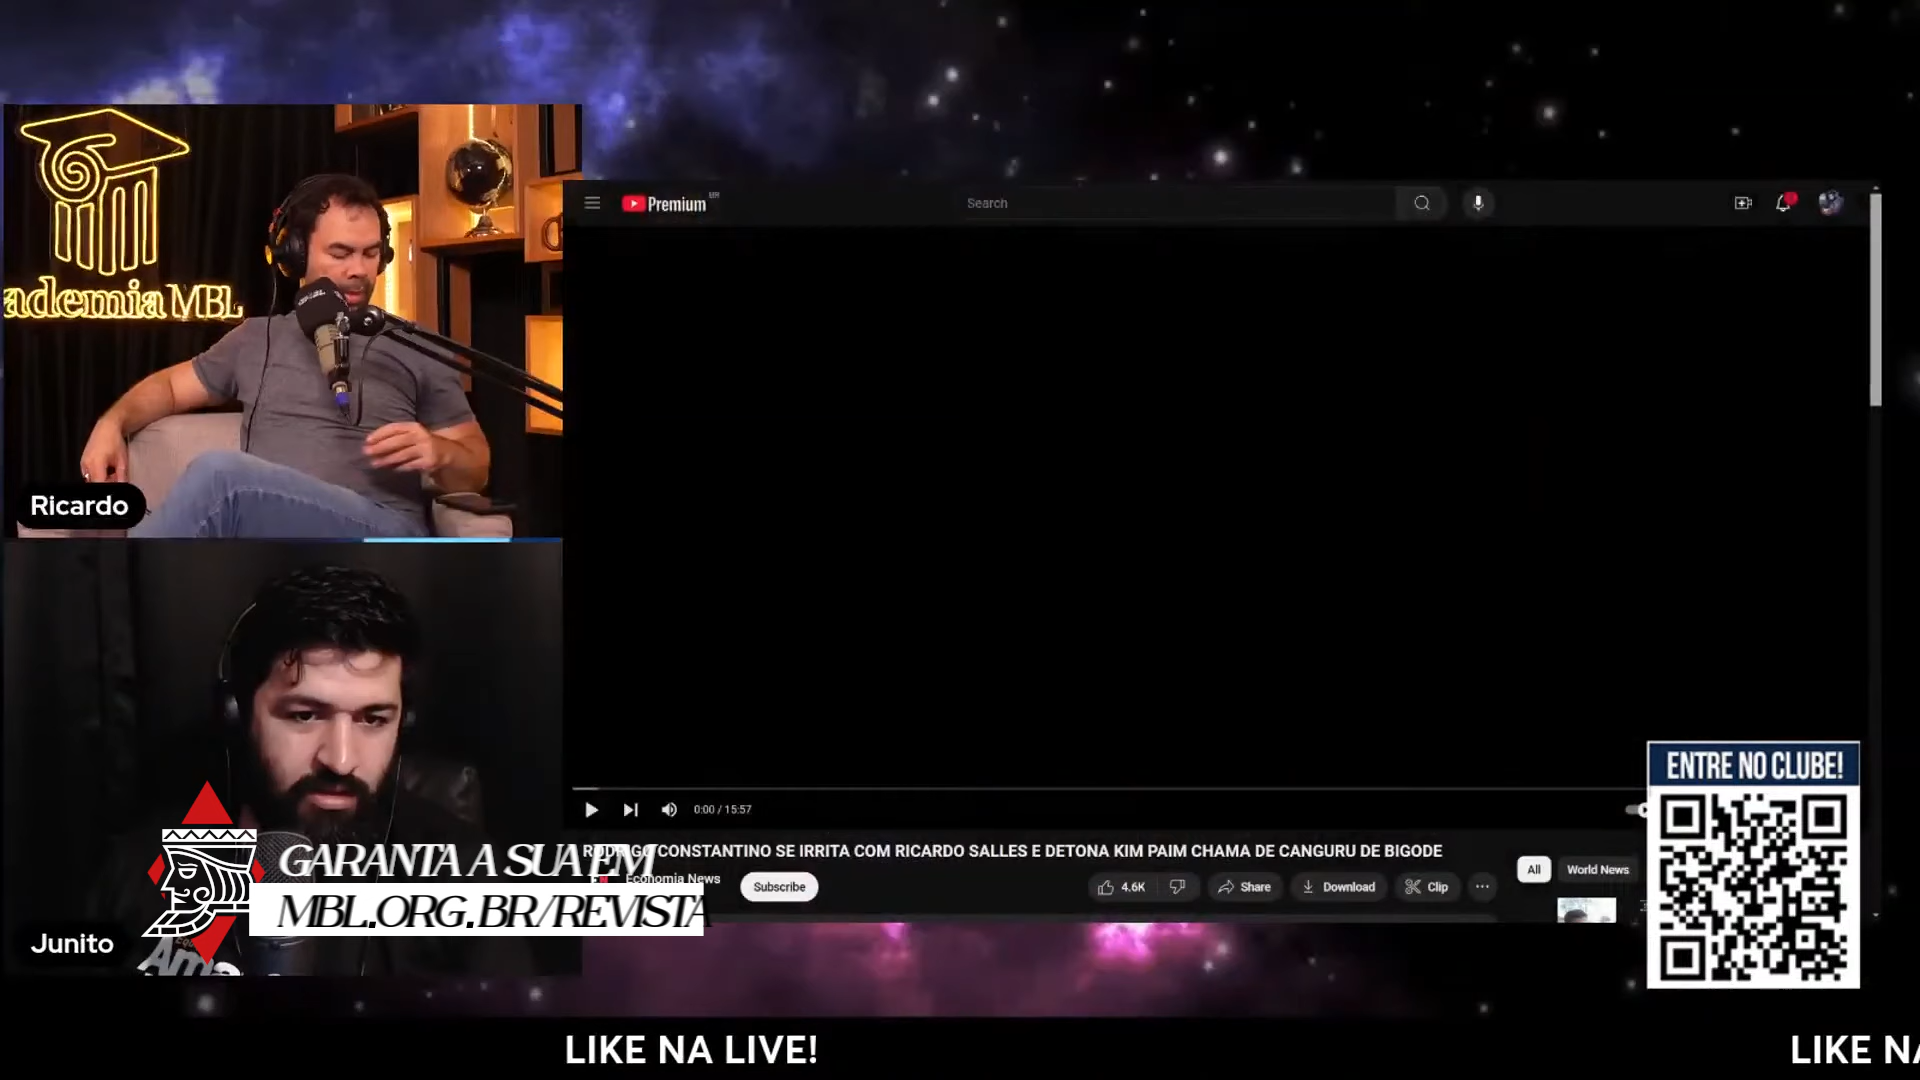 ademia MBL
Ricardo
Junito
GARANTA A SUA EM
MBL.ORG.BR/REVISTA
Premium
BR
Search
0:00 / 15:57
RODRIGO CONSTANTINO SE IRRITA COM RICARDO SALLES E DETONA KIM PAIM CHAMA DE CANGURU DE BIGODE
Economia News
Subscribe
4.6K
Share
Download
Clip
All
World News
ENTRE NO CLUBE!
LIKE NA LIVE!
LIKE NA